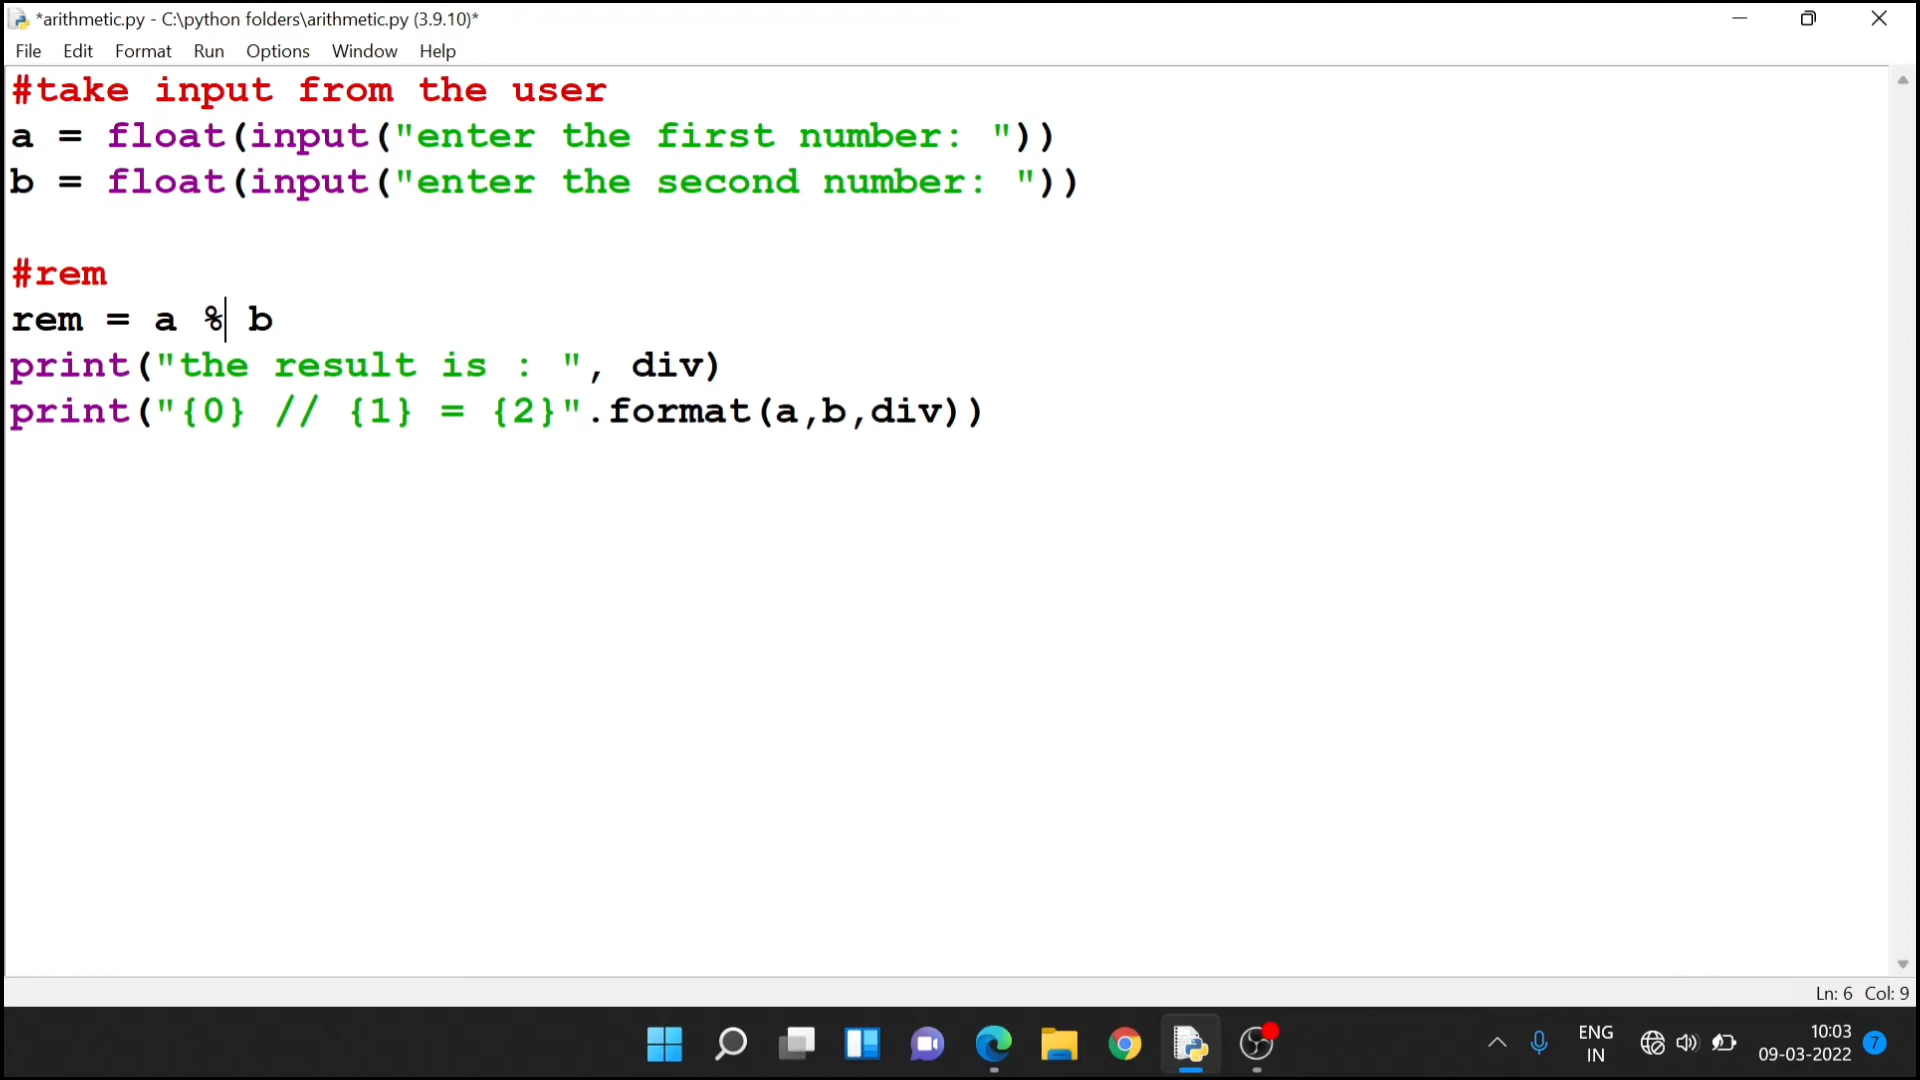 *arithmetic.py - C:\python folders\arithmetic.py (3.9.10)*
File Edit Format Run Options Window Help
#take input from the user
a = float(input("enter the first number: "))
b = float(input("enter the second number: "))
#rem
rem = a % b
print("the result is : ", div)
print("{0} // {1} = {2}".format(a,b,div))
Ln: 6 Col: 9
ENG
IN
10:03
09-03-2022
7